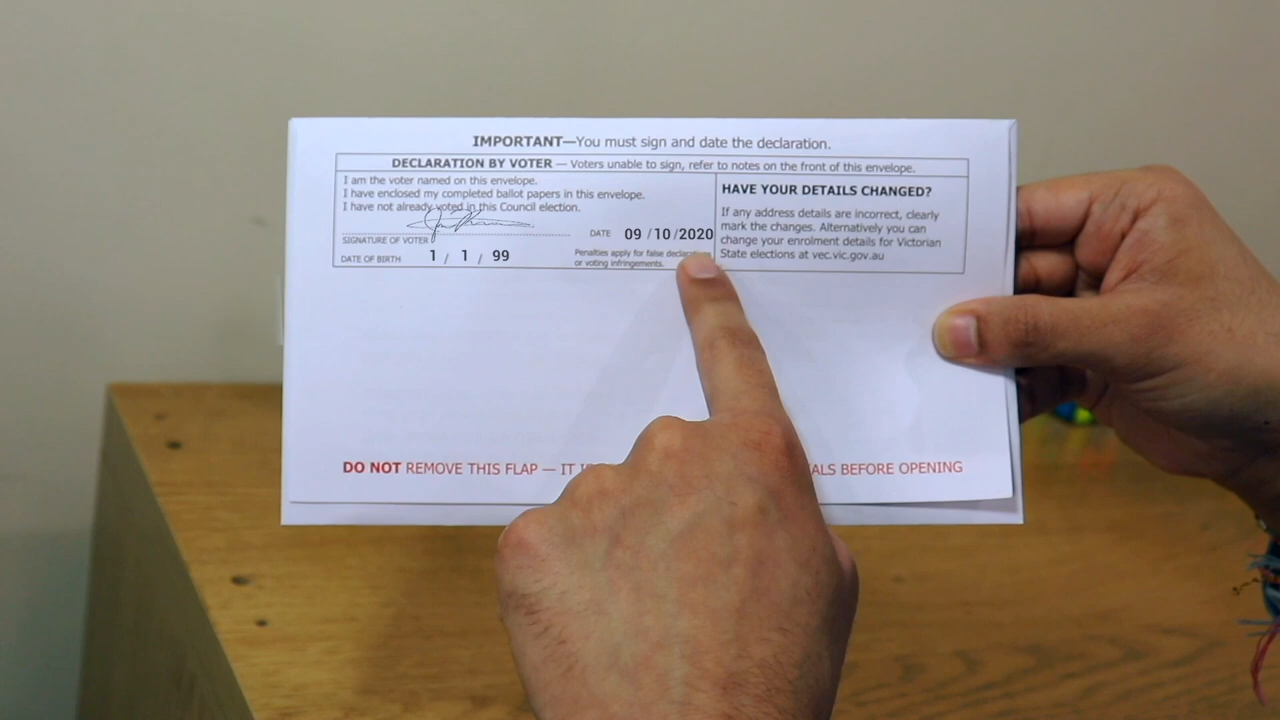 IMPORTANT—You must sign and date the declaration.
DECLARATION BY VOTER — Voters unable to sign, refer to notes on the front of this envelope.
I am the voter named on this envelope.
I have enclosed my completed ballot papers in this envelope.
I have not already voted in this Council election.
SIGNATURE OF VOTER
DATE 09 / 10 / 2020
DATE OF BIRTH 1 / 1 / 99
Penalties apply for false
or voting infringements.
HAVE YOUR DETAILS CHANGED?
If any address details are incorrect, clearly
mark the changes. Alternatively you can
change your enrolment details for Victorian
State elections at vec.vic.gov.au
DO NOT REMOVE THIS FLAP — IT BEFORE OPENING